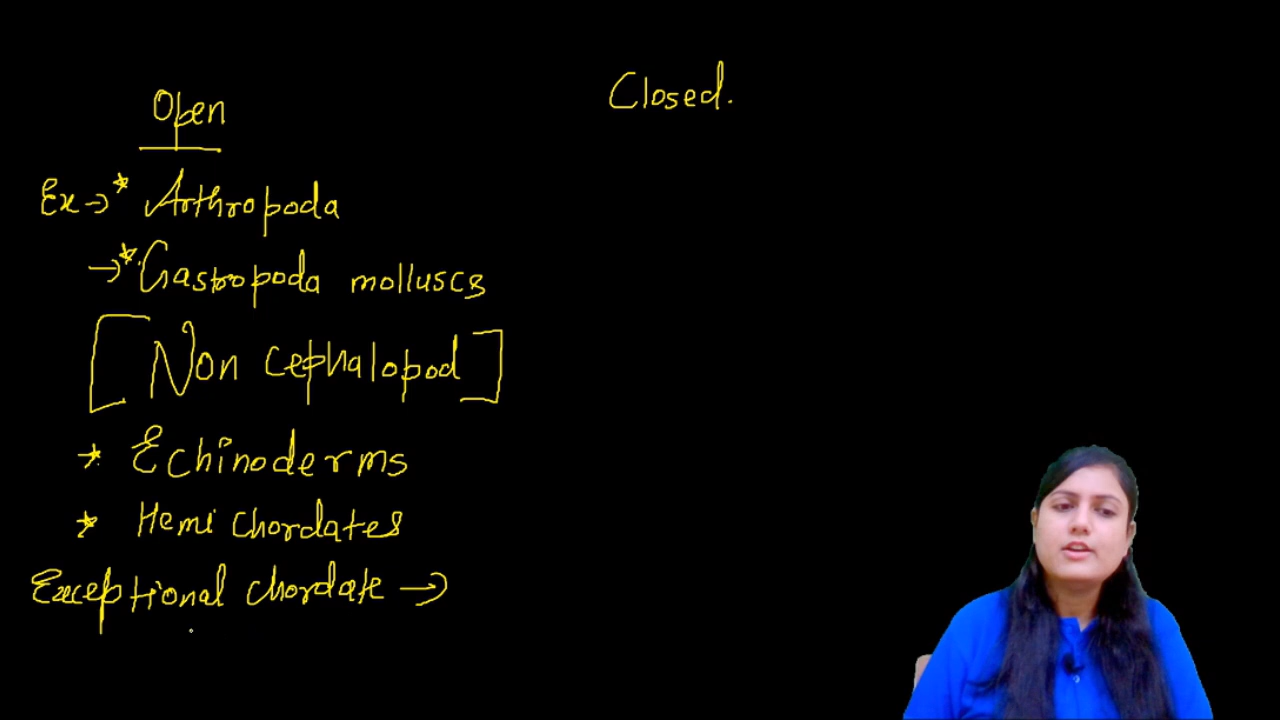 Open
Closed.
Ex → * Arthropoda
→ * Gastropoda molluscs
[Non cephalopod]
* Echinoderms
* Hemi chordates
Exceptional chordate →